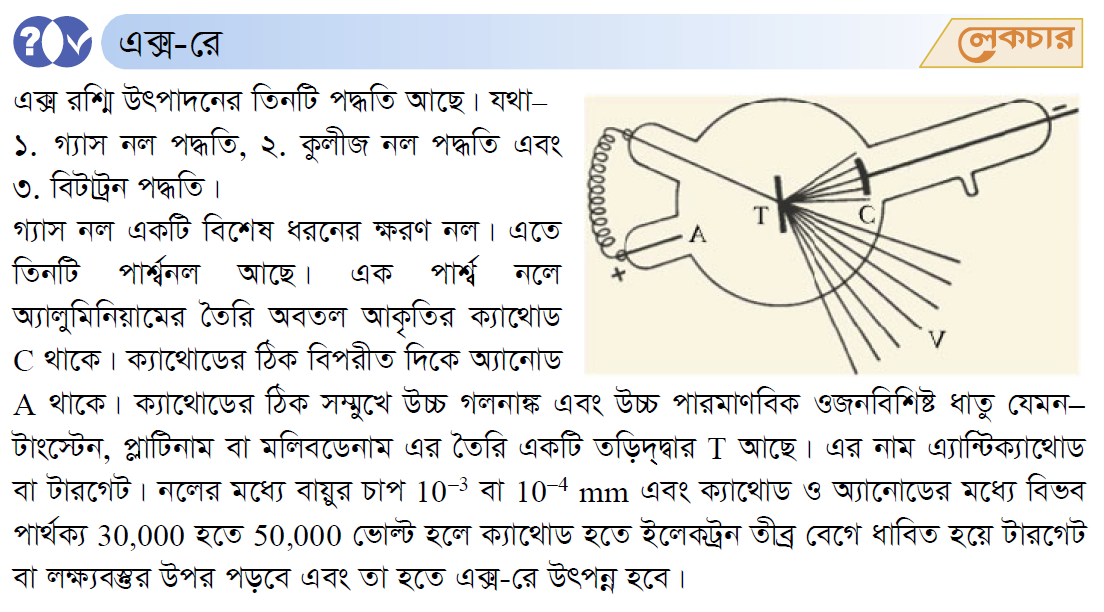 ?
এক্স-রে
লেকচার
এক্স রশ্মি উৎপাদনের তিনটি পদ্ধতি আছে। যথা–
১. গ্যাস নল পদ্ধতি, ২. কুলীজ নল পদ্ধতি এবং
৩. বিটাট্রন পদ্ধতি।
গ্যাস নল একটি বিশেষ ধরনের ক্ষরণ নল। এতে
তিনটি পার্শ্বনল আছে। এক পার্শ্ব নলে
অ্যালুমিনিয়ামের তৈরি অবতল আকৃতির ক্যাথোড
C থাকে। ক্যাথোডের ঠিক বিপরীত দিকে অ্যানোড
A থাকে। ক্যাথোডের ঠিক সম্মুখে উচ্চ গলনাঙ্ক এবং উচ্চ পারমাণবিক ওজনবিশিষ্ট ধাতু যেমন–
টাংস্টেন, প্লাটিনাম বা মলিবডেনাম এর তৈরি একটি তড়িদ্‌দ্বার T আছে। এর নাম এ্যান্টিক্যাথোড
বা টারগেট। নলের মধ্যে বায়ুর চাপ 10⁻³ বা 10⁻⁴ mm এবং ক্যাথোড ও অ্যানোডের মধ্যে বিভব
পার্থক্য 30,000 হতে 50,000 ভোল্ট হলে ক্যাথোড হতে ইলেকট্রন তীব্র বেগে ধাবিত হয়ে টারগেট
বা লক্ষ্যবস্তুর উপর পড়বে এবং তা হতে এক্স-রে উৎপন্ন হবে।
–
T
C
A
+
V